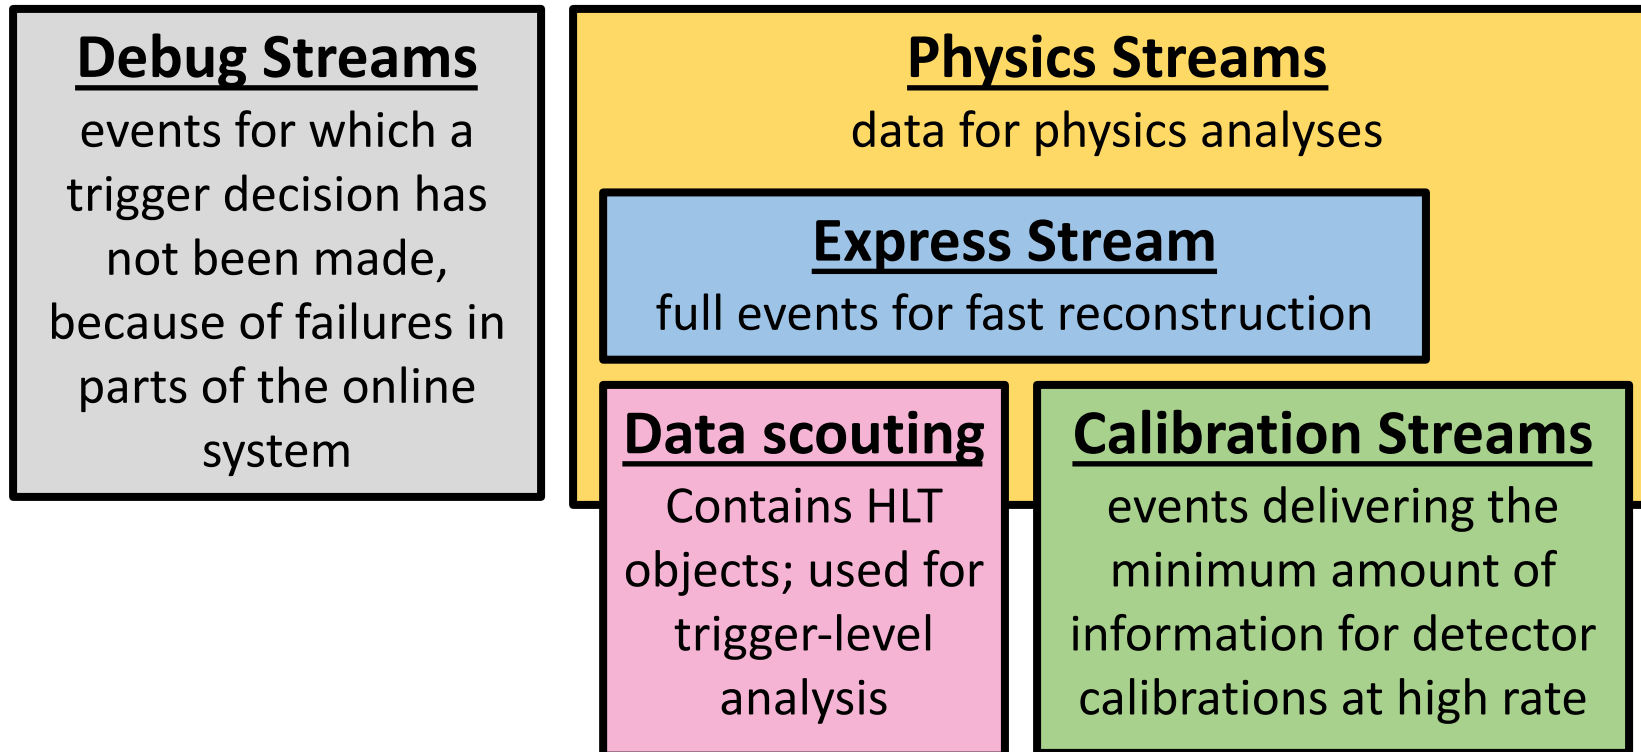 Debug Streams
events for which a
trigger decision has
not been made,
because of failures in
parts of the online
system
Physics Streams
data for physics analyses
Express Stream
full events for fast reconstruction
Data scouting
Contains HLT
objects; used for
trigger-level
analysis
Calibration Streams
events delivering the
minimum amount of
information for detector
calibrations at high rate